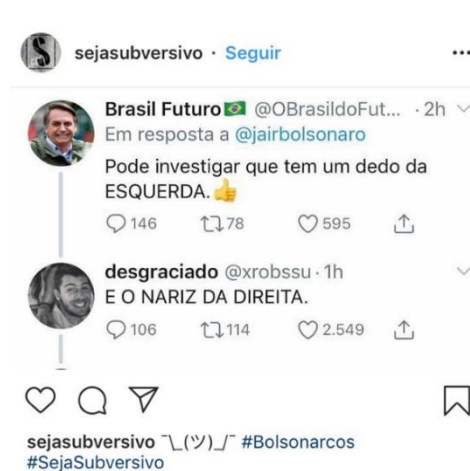 sejasubversivo · Seguir
Brasil Futuro🇧🇷 @OBrasildoFut... · 2h
Em resposta a @jairbolsonaro
Pode investigar que tem um dedo da
ESQUERDA.👍
146 78 595
desgraciado @xrobssu · 1h
E O NARIZ DA DIREITA.
106 114 2.549
sejasubversivo ¯\_(ツ)_/¯ #Bolsonarcos
#SejaSubversivo